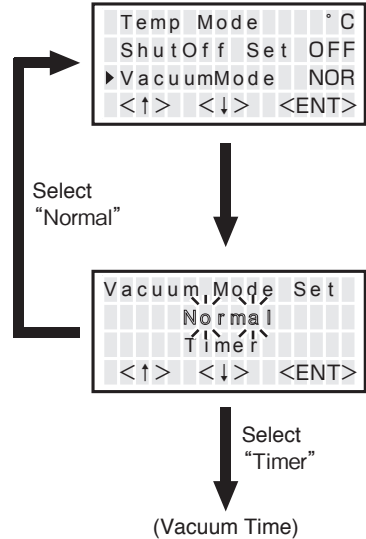 Temp Mode °C
ShutOff Set OFF
▶VacuumMode NOR
<↑> <↓> <ENT>
Select
“Normal”
Vacuum Mode Set
Normal
Timer
<↑> <↓> <ENT>
Select
“Timer”
(Vacuum Time)